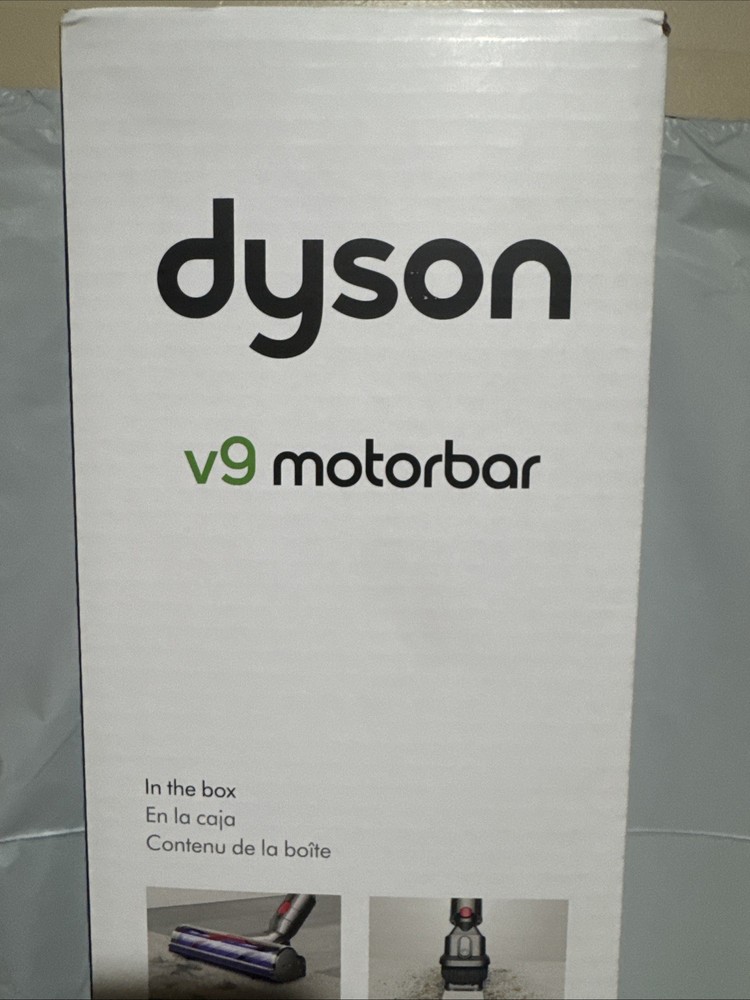 dyson
v9 motorbar
In the box
En la caja
Contenu de la boîte